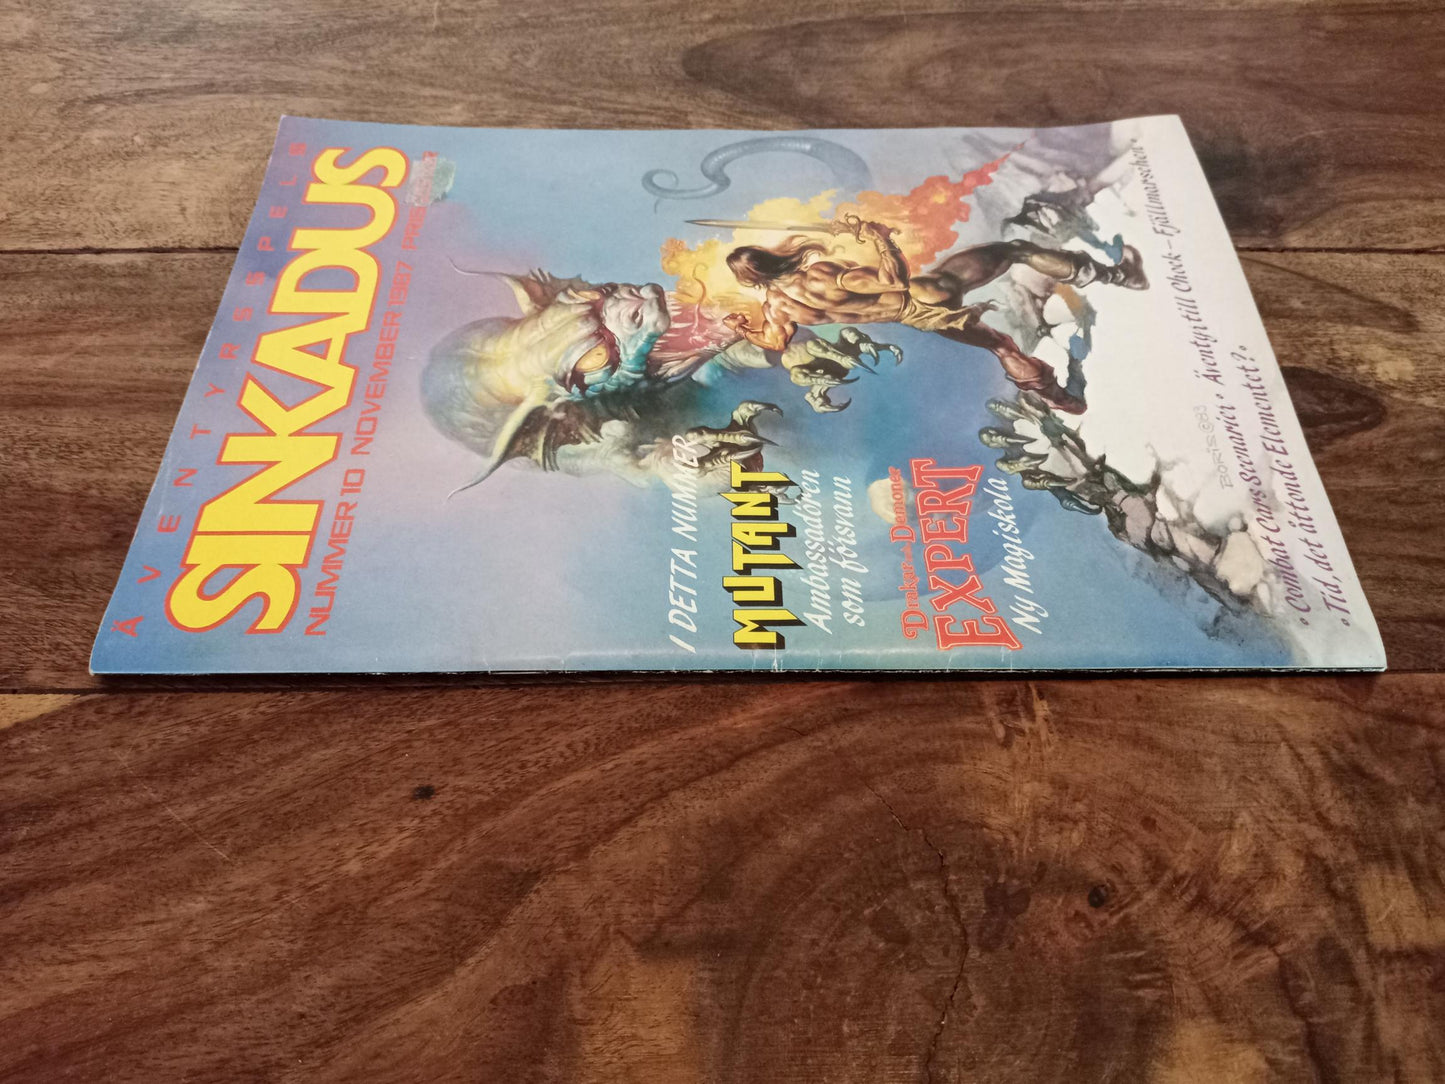 ÄVENTYRSSPELS
SINKADUS
NUMMER 10 NOVEMBER 1987
I DETTA NUMMER
MUTANT
Ambassadören
som försvann
Drakar och Demoner
EXPERT
Ny Magiskola
BORIS ©83
• Combat Cars Scenario! • Äventyr till Chock – Fjällmarschen •
• Tid, det åttonde Elementet? •